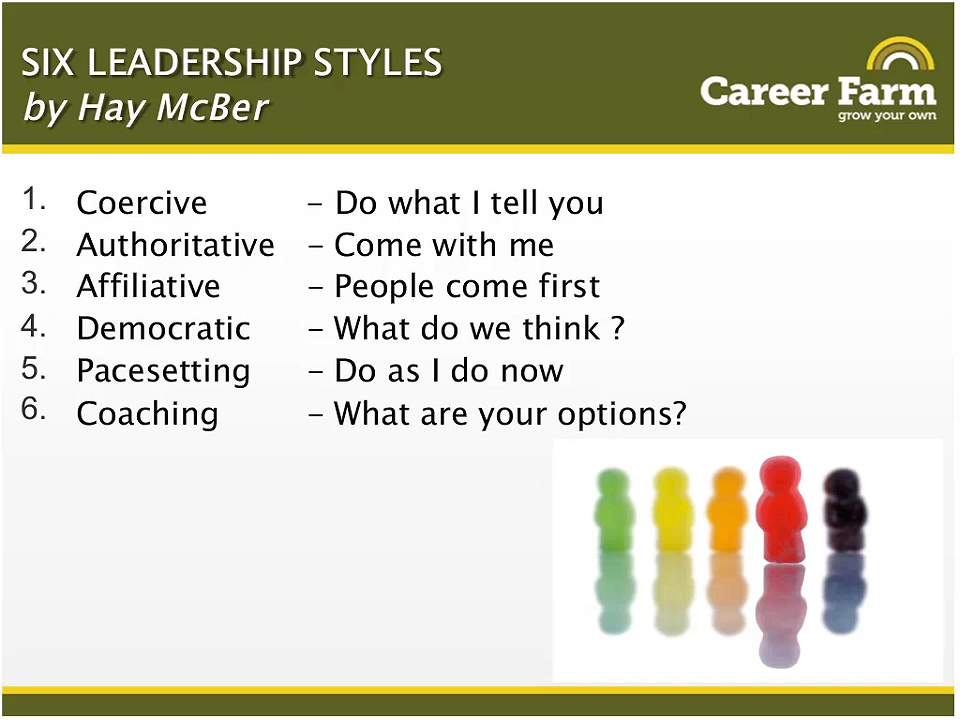 SIX LEADERSHIP STYLES
by Hay McBer
Career Farm
grow your own
1. Coercive – Do what I tell you
2. Authoritative – Come with me
3. Affiliative – People come first
4. Democratic – What do we think ?
5. Pacesetting – Do as I do now
6. Coaching – What are your options?